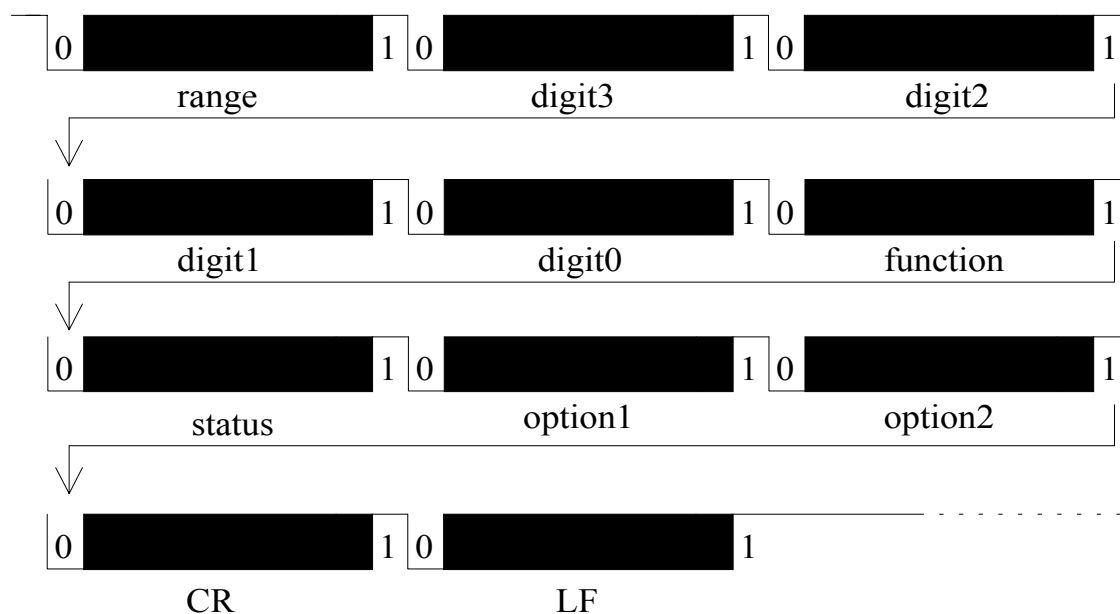 0 1 0 1 0 1
range digit3 digit2
0 1 0 1 0 1
digit1 digit0 function
0 1 0 1 0 1
status option1 option2
0 1 0 1
CR LF